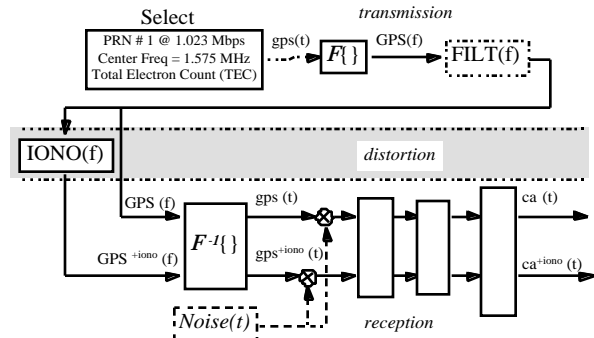 Select
transmission
PRN # 1 @ 1.023 Mbps
Center Freq = 1.575 MHz
Total Electron Count (TEC)
gps(t)
F{}
GPS(f)
FILT(f)
IONO(f)
distortion
GPS (f)
gps (t)
ca (t)
F⁻¹{}
GPS +iono (f)
gps+iono (t)
ca+iono (t)
Noise(t)
reception